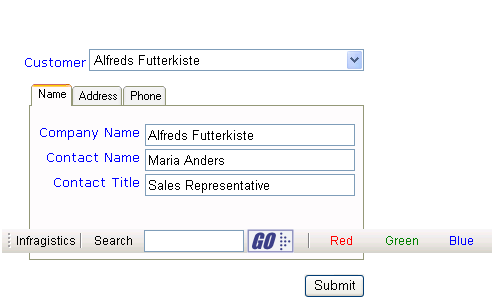 Customer Alfreds Futterkiste
Name Address Phone
Company Name Alfreds Futterkiste
Contact Name Maria Anders
Contact Title Sales Representative
Infragistics Search GO Red Green Blue
Submit